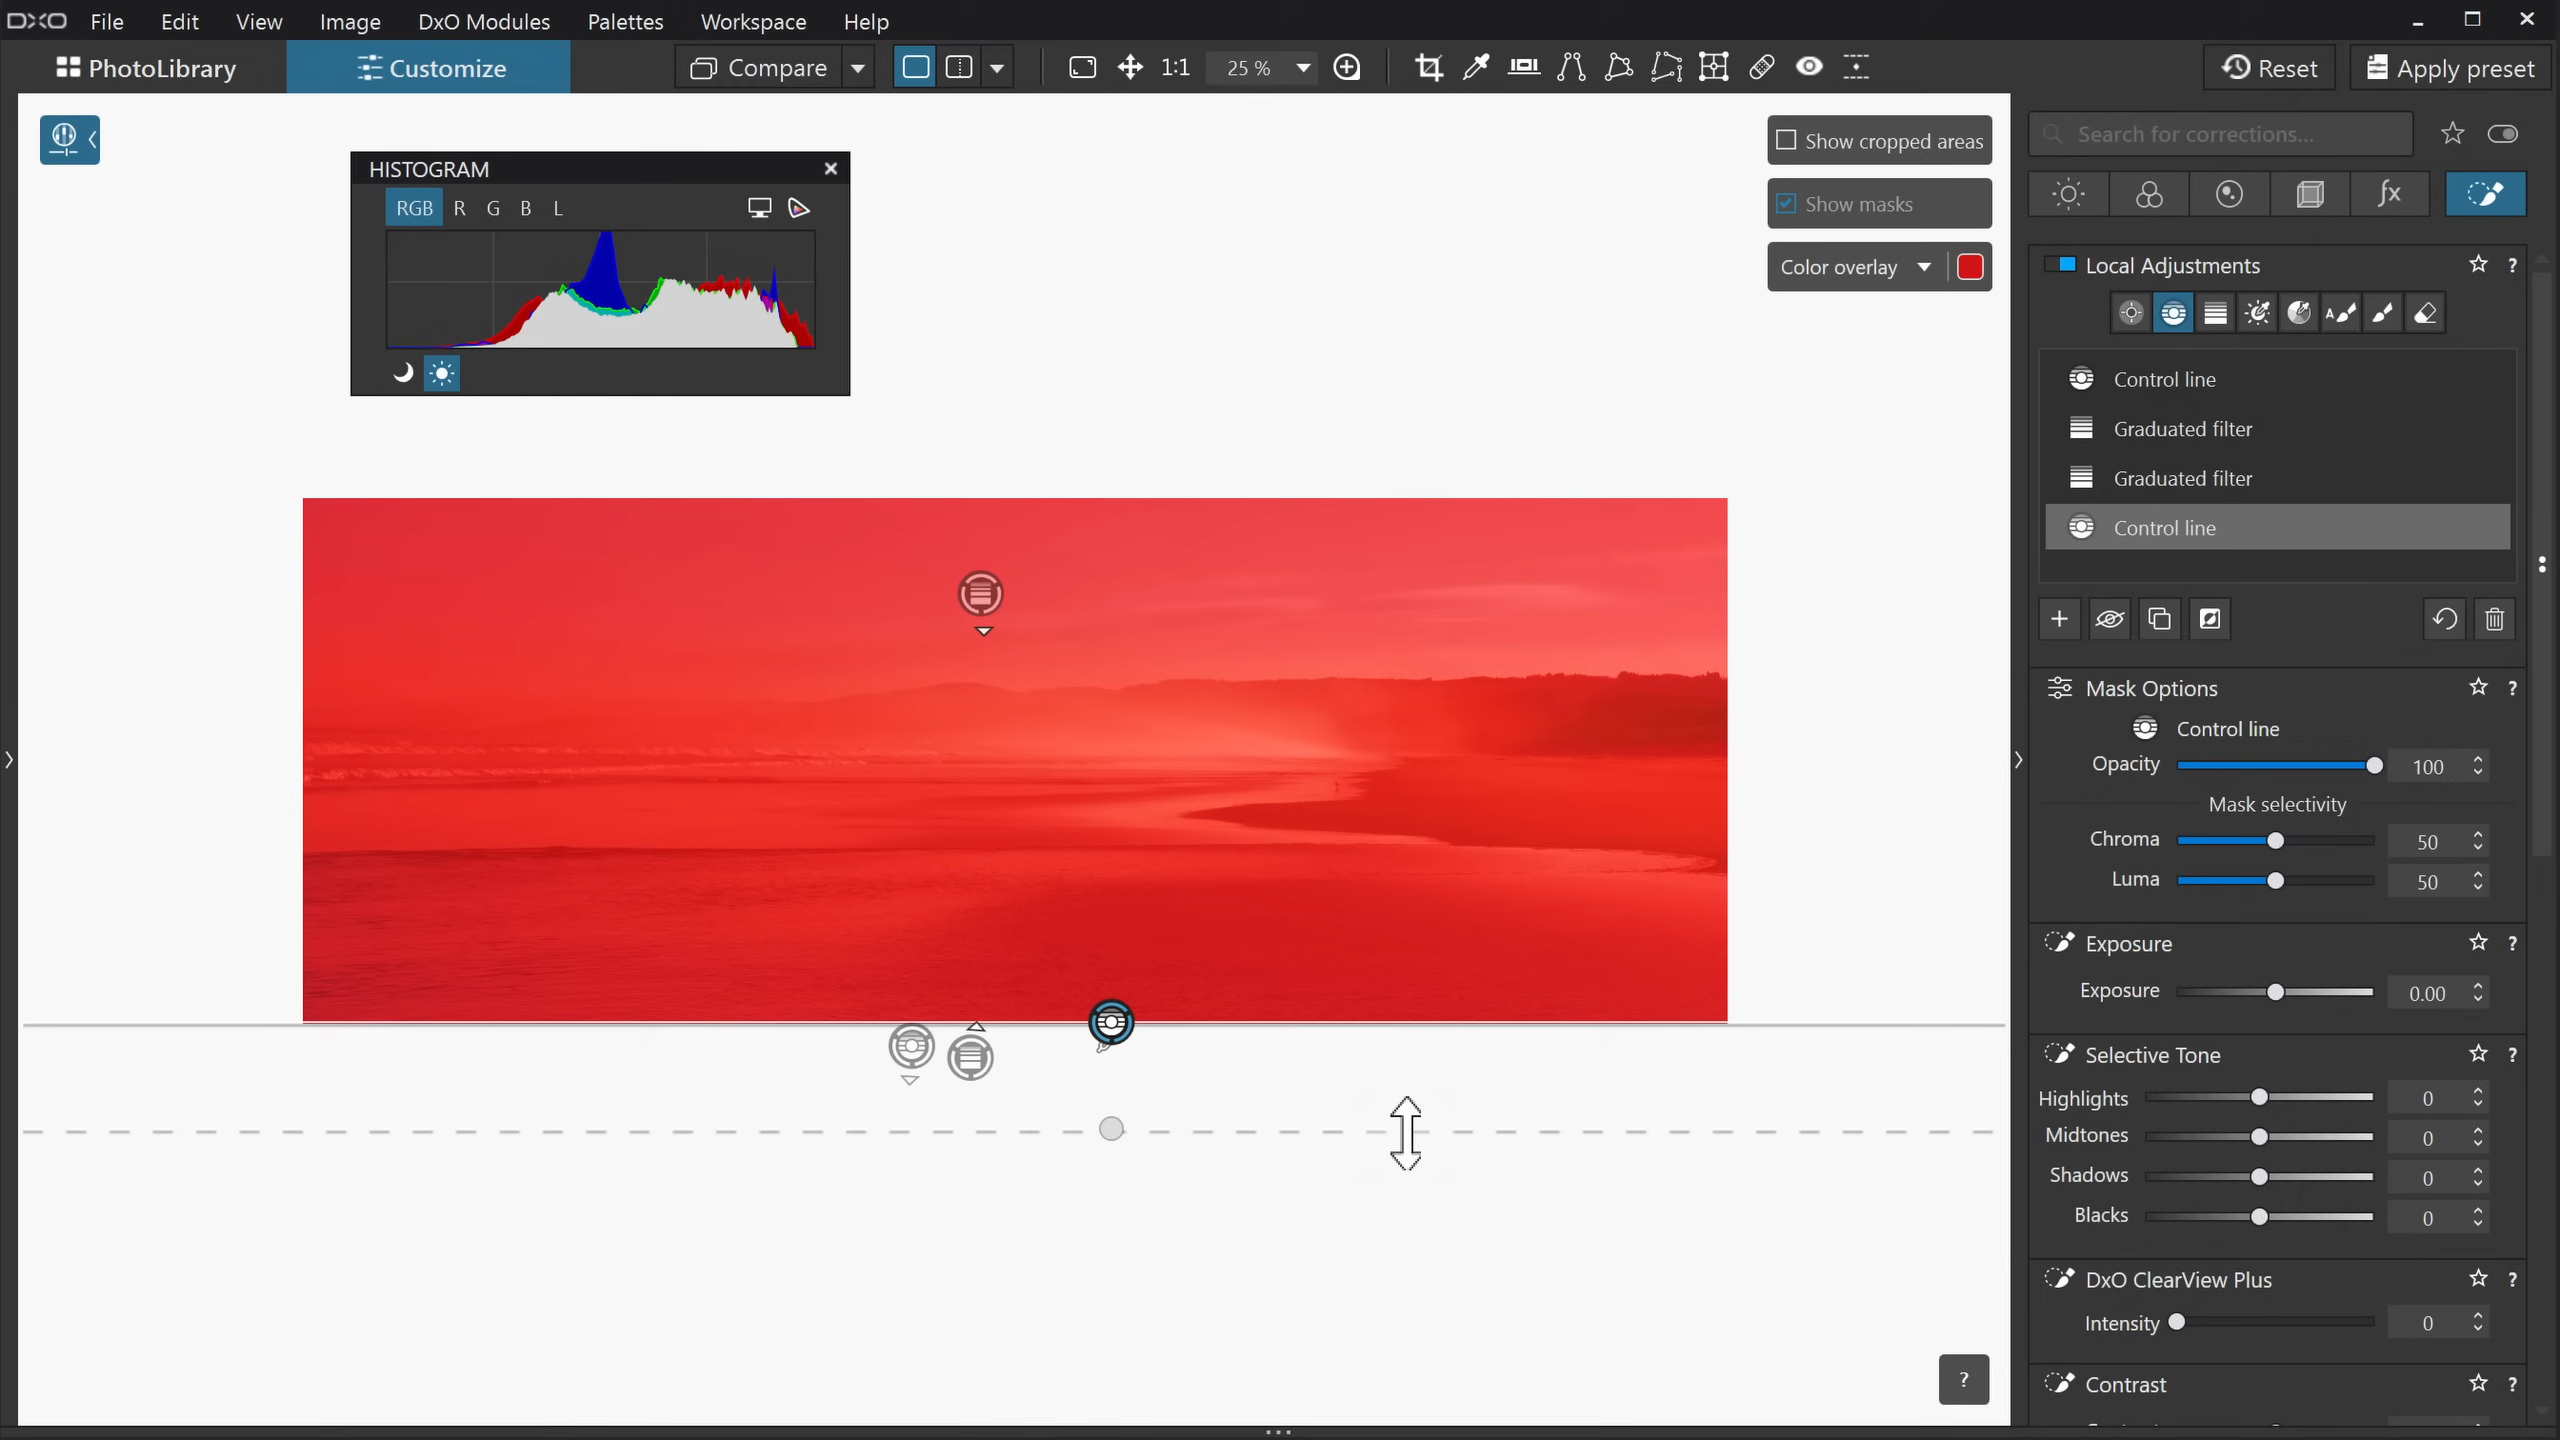 DXO File Edit View Image DxO Modules Palettes Workspace Help
PhotoLibrary Customize Compare 1:1 25 % Reset Apply preset
Show cropped areas
Show masks
Color overlay
HISTOGRAM
RGB R G B L
Search for corrections...
fx
Local Adjustments ?
A
Control line
Graduated filter
Graduated filter
Control line
Mask Options ?
Control line
Opacity 100
Mask selectivity
Chroma 50
Luma 50
Exposure ?
Exposure 0.00
Selective Tone ?
Highlights 0
Midtones 0
Shadows 0
Blacks 0
DxO ClearView Plus ?
Intensity 0
Contrast ?
?